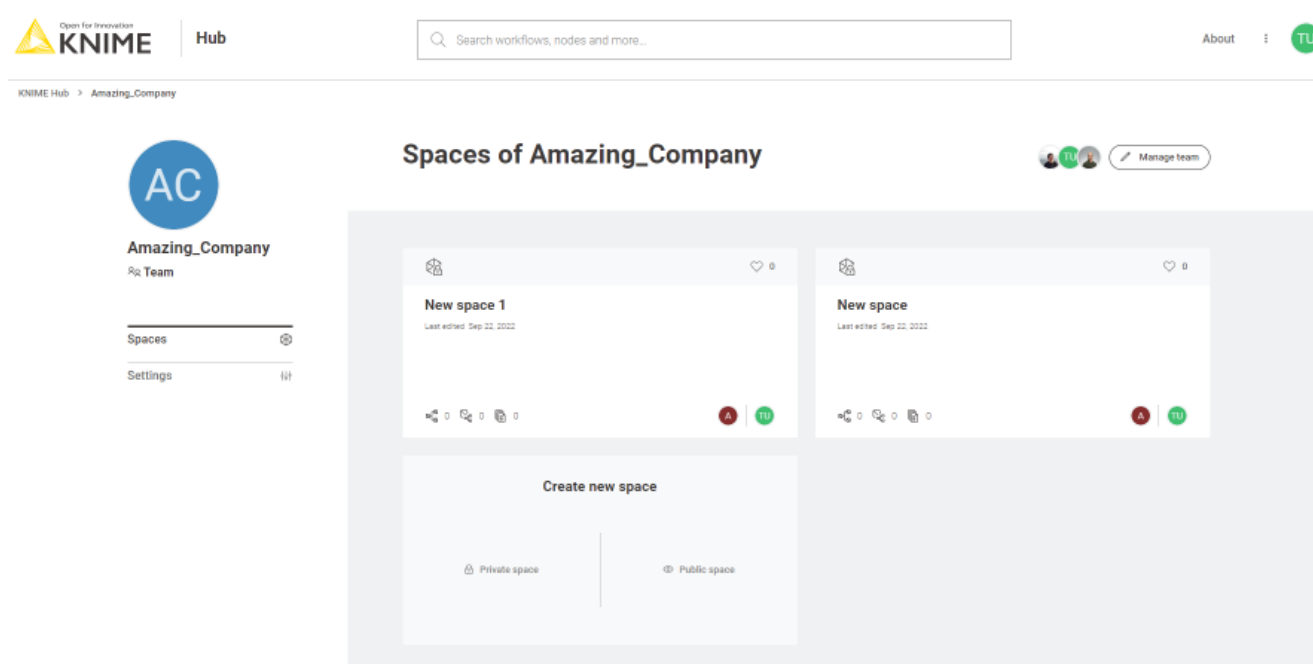 Open for Innovation
KNIME
Hub
Search workflows, nodes and more...
About
TU
KNIME Hub > Amazing_Company
AC
Spaces of Amazing_Company
TU
Manage team
Amazing_Company
Team
Spaces
Settings
0
New space 1
Last edited Sep 22, 2022
0 0 0
A
TU
0
New space
Last edited Sep 22, 2022
0 0 0
A
TU
Create new space
Private space
Public space